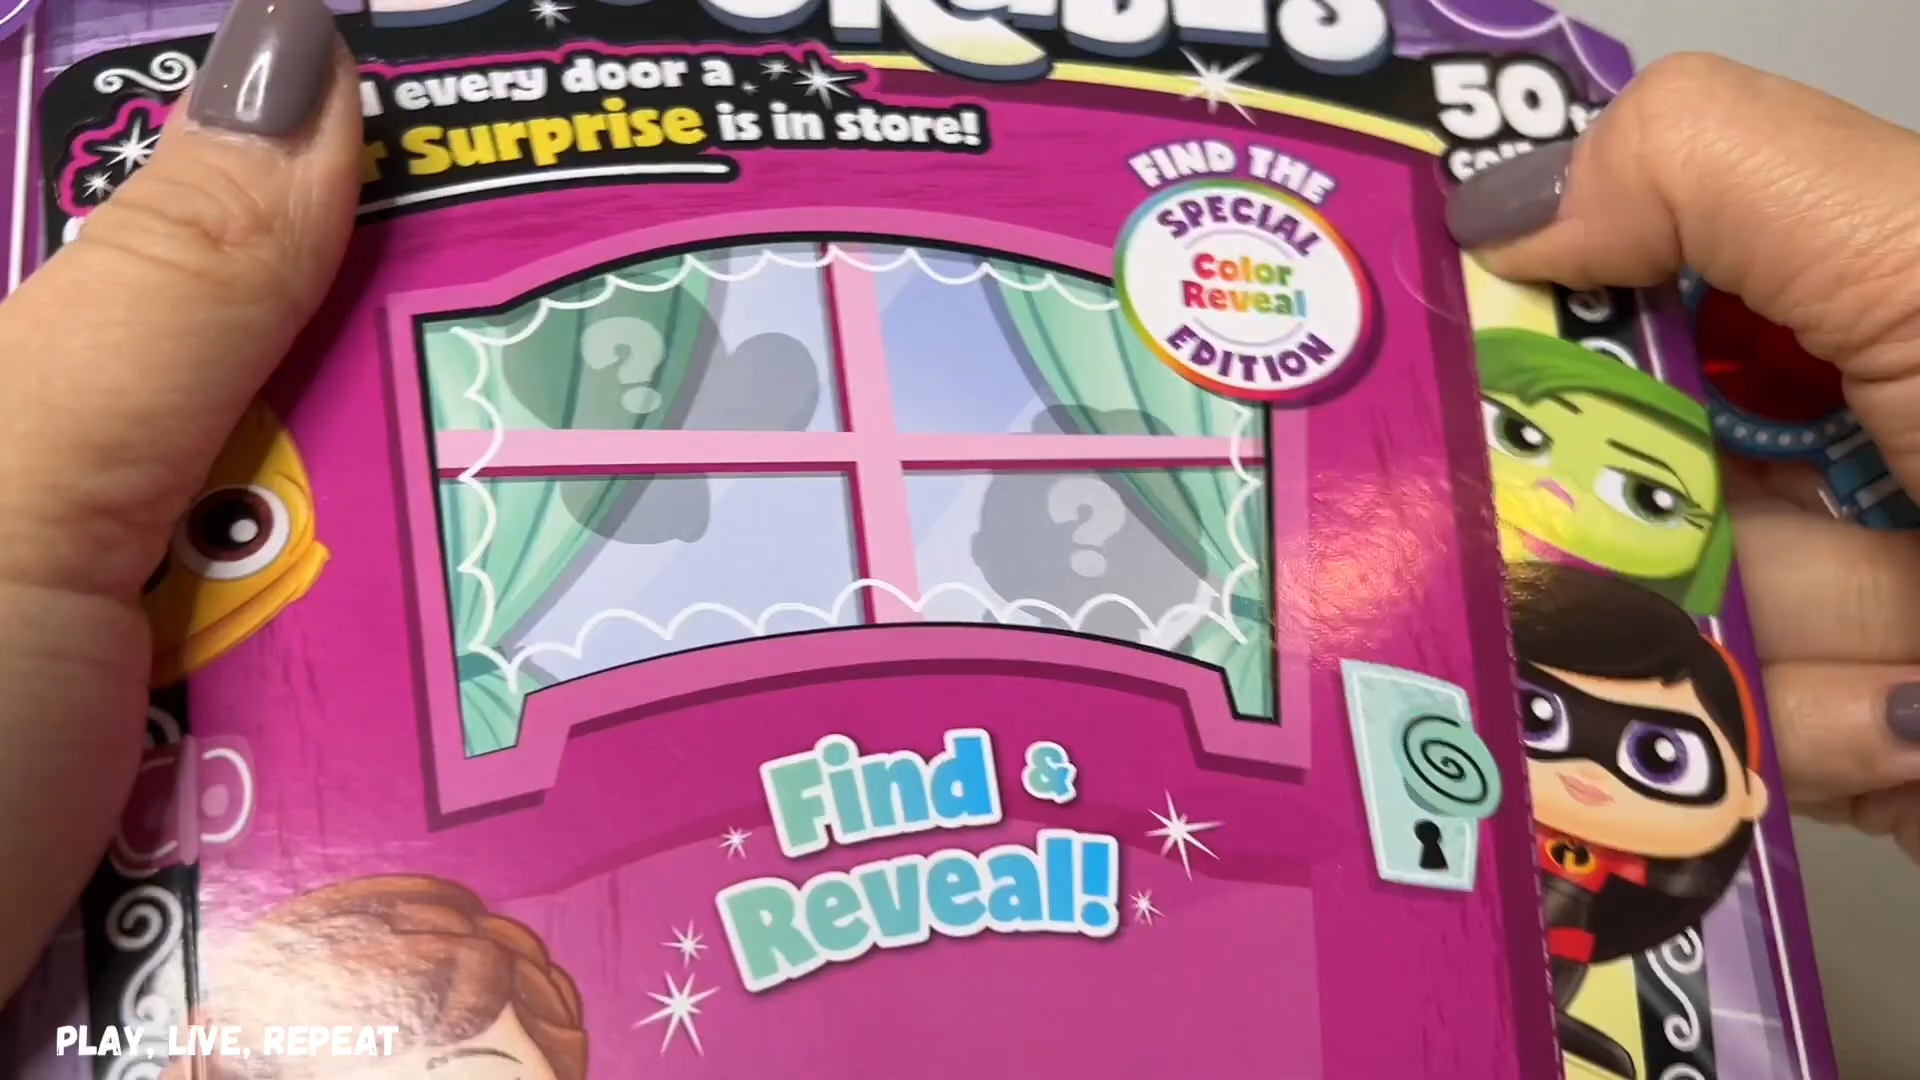 every door a
Surprise is in store!
50
FIND THE
SPECIAL
Color
Reveal
EDITION
?
?
Find &
Reveal!
PLAY, LIVE, REPEAT